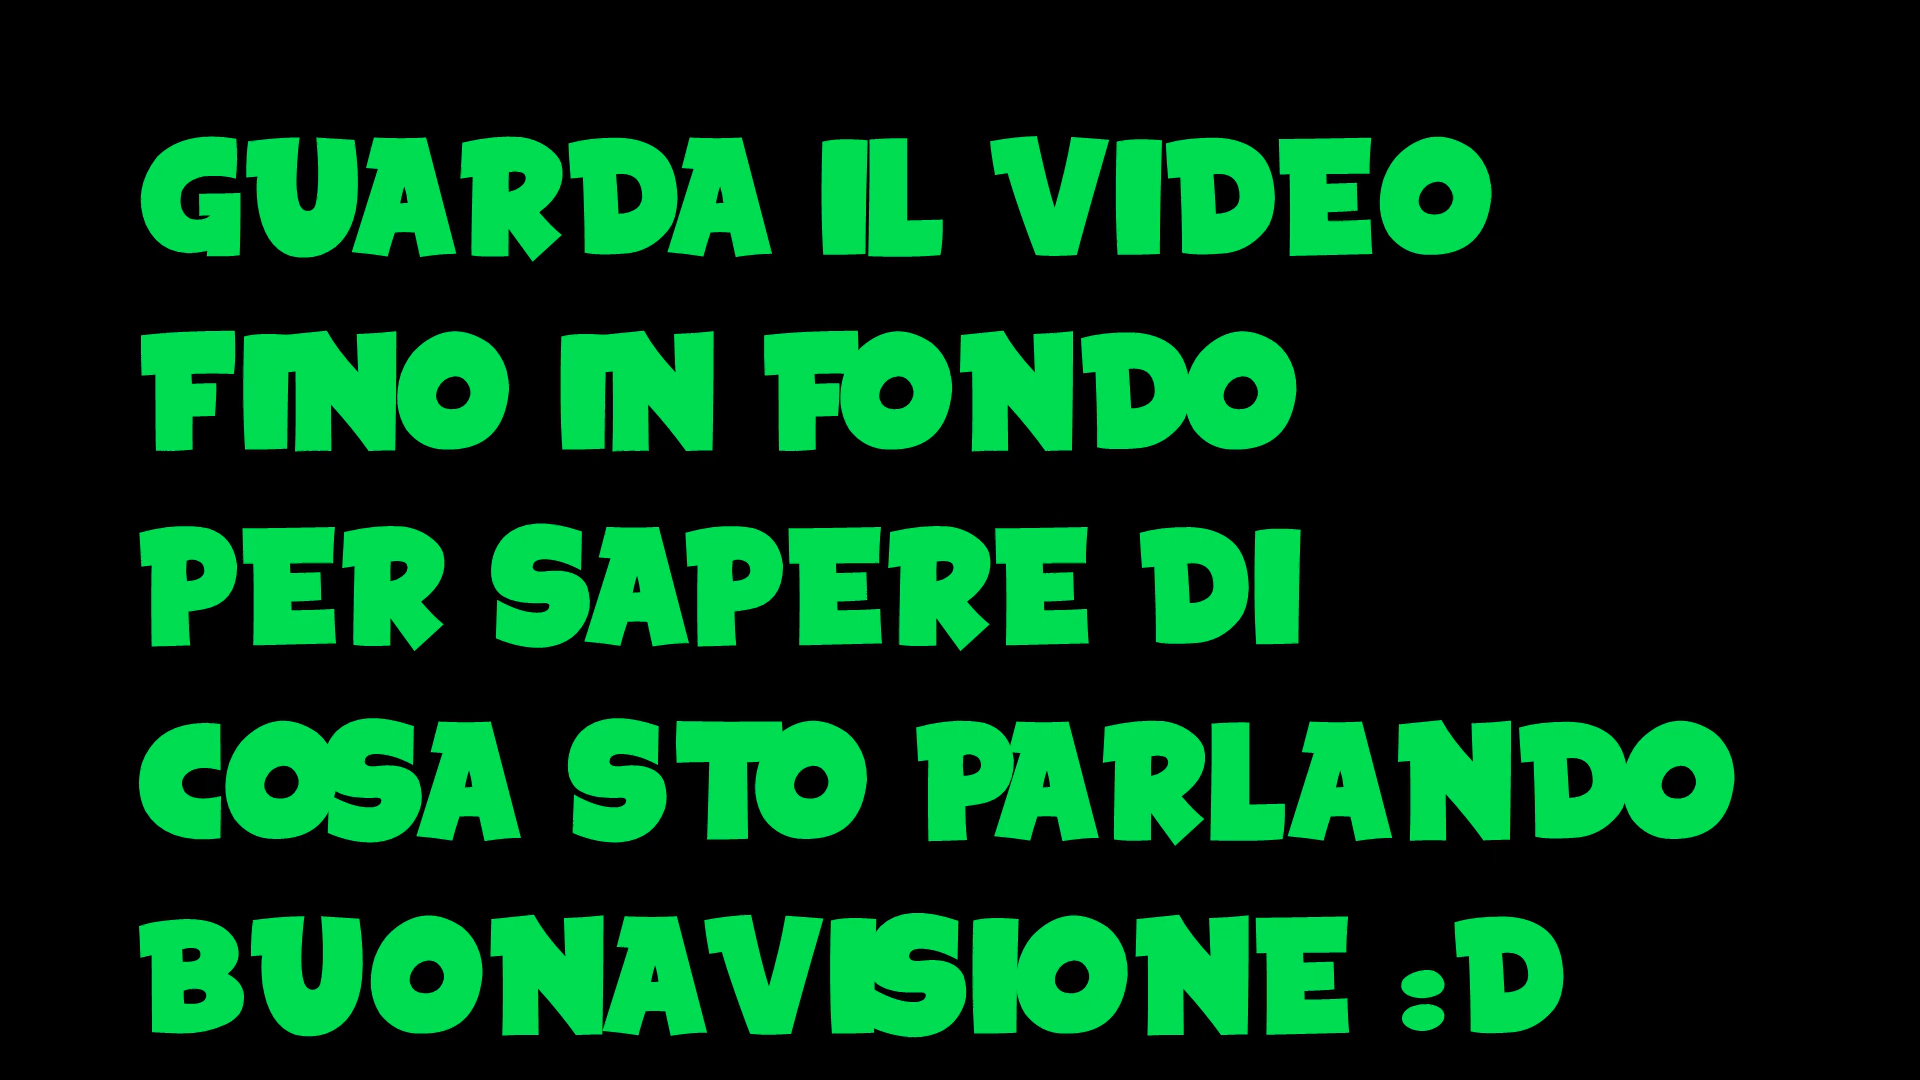 GUARDA IL VIDEO
FINO IN FONDO
PER SAPERE DI
COSA STO PARLANDO
BUONAVISIONE :D